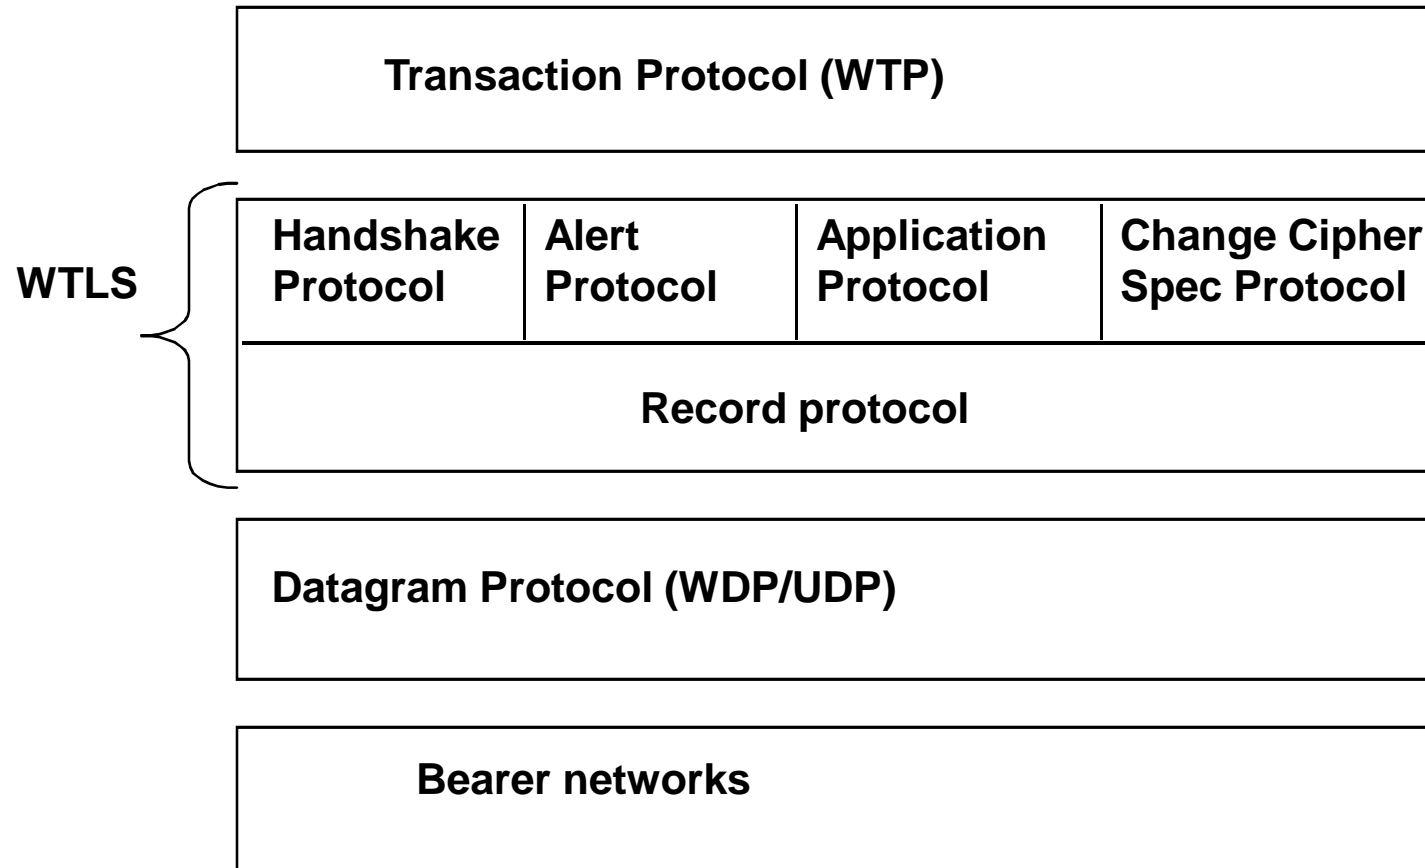 Transaction Protocol (WTP)
WTLS
Handshake
Protocol
Alert
Protocol
Application
Protocol
Change Cipher
Spec Protocol
Record protocol
Datagram Protocol (WDP/UDP)
Bearer networks